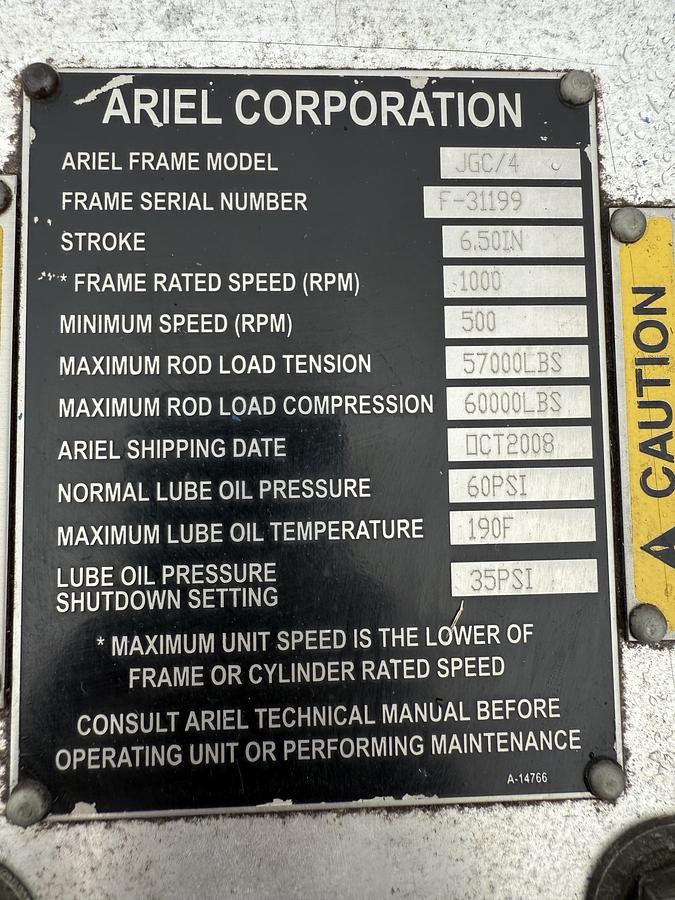 ARIEL CORPORATION
ARIEL FRAME MODEL JGC/4
FRAME SERIAL NUMBER F-31199
STROKE 6.50IN
* FRAME RATED SPEED (RPM) 1000
MINIMUM SPEED (RPM) 500
MAXIMUM ROD LOAD TENSION 57000LBS
MAXIMUM ROD LOAD COMPRESSION 60000LBS
ARIEL SHIPPING DATE OCT2008
NORMAL LUBE OIL PRESSURE 60PSI
MAXIMUM LUBE OIL TEMPERATURE 190F
LUBE OIL PRESSURE
SHUTDOWN SETTING 35PSI
* MAXIMUM UNIT SPEED IS THE LOWER OF
FRAME OR CYLINDER RATED SPEED
CONSULT ARIEL TECHNICAL MANUAL BEFORE
OPERATING UNIT OR PERFORMING MAINTENANCE
A-14766
CAUTION